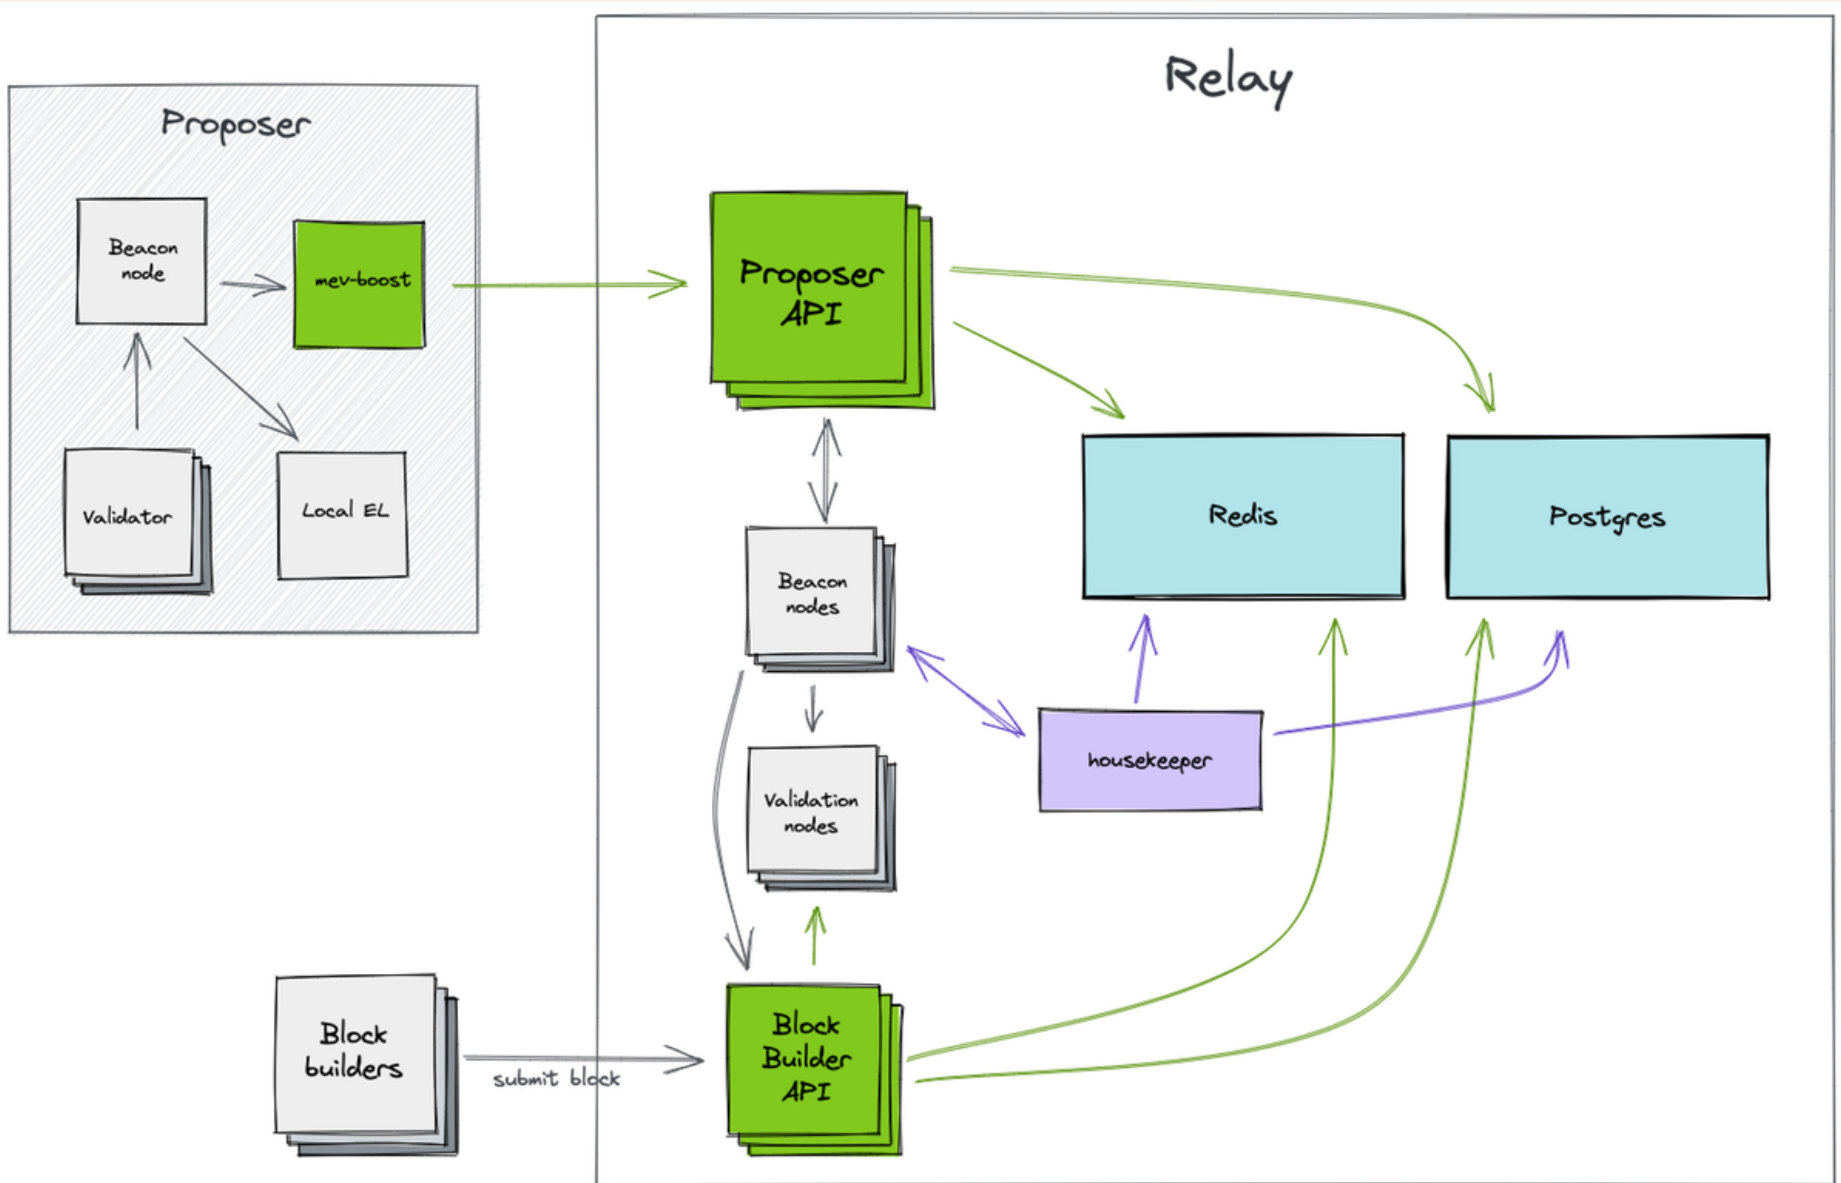 Relay
Proposer
Beacon
node
mev-boost
Validator
Local EL
Proposer
API
Redis
Postgres
Beacon
nodes
housekeeper
Validation
nodes
Block
builders
submit block
Block
Builder
API